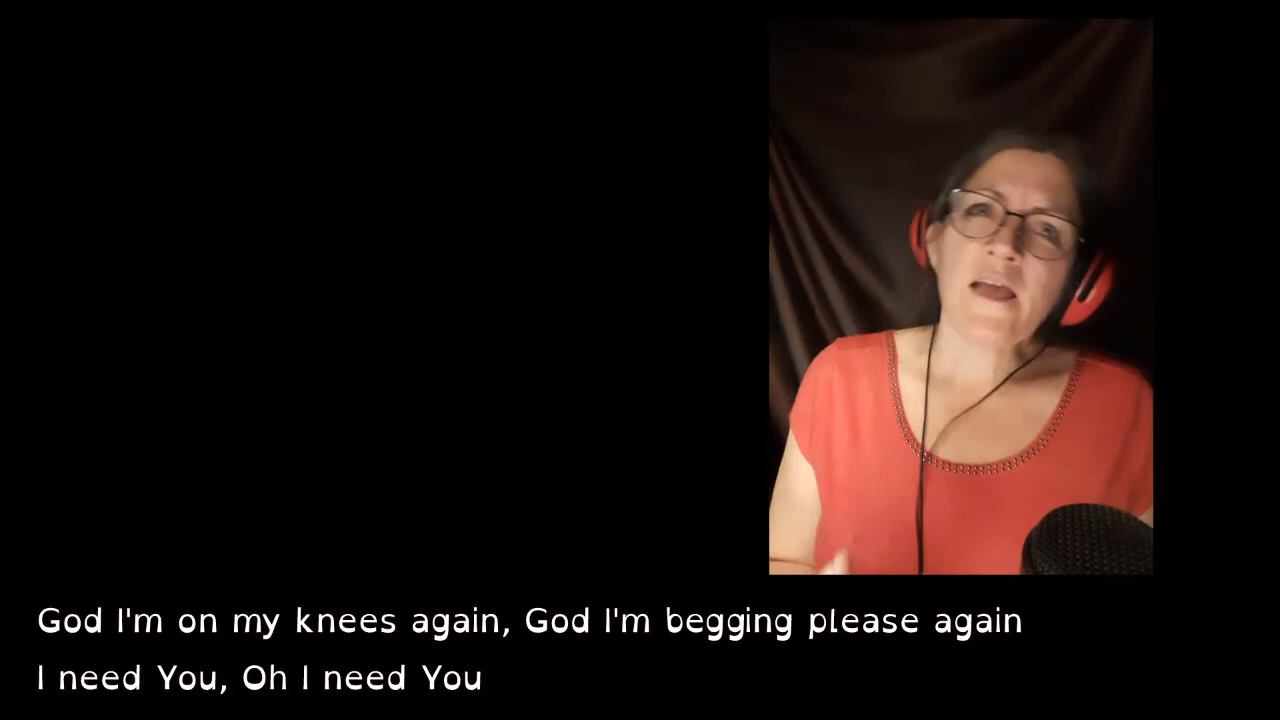 God I'm on my knees again, God I'm begging please again
I need You, Oh I need You